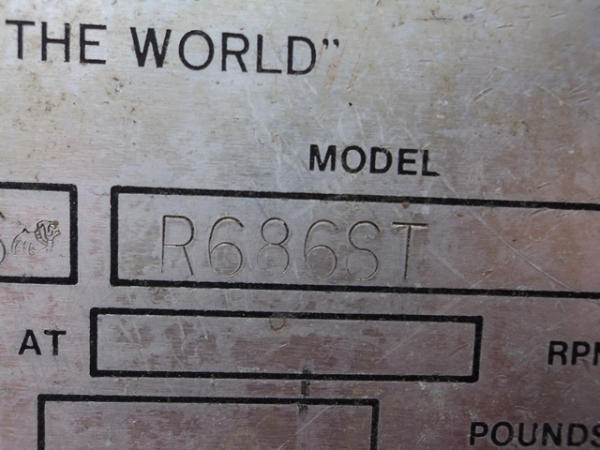 THE WORLD"
MODEL
R686ST
AT RPM
POUNDS